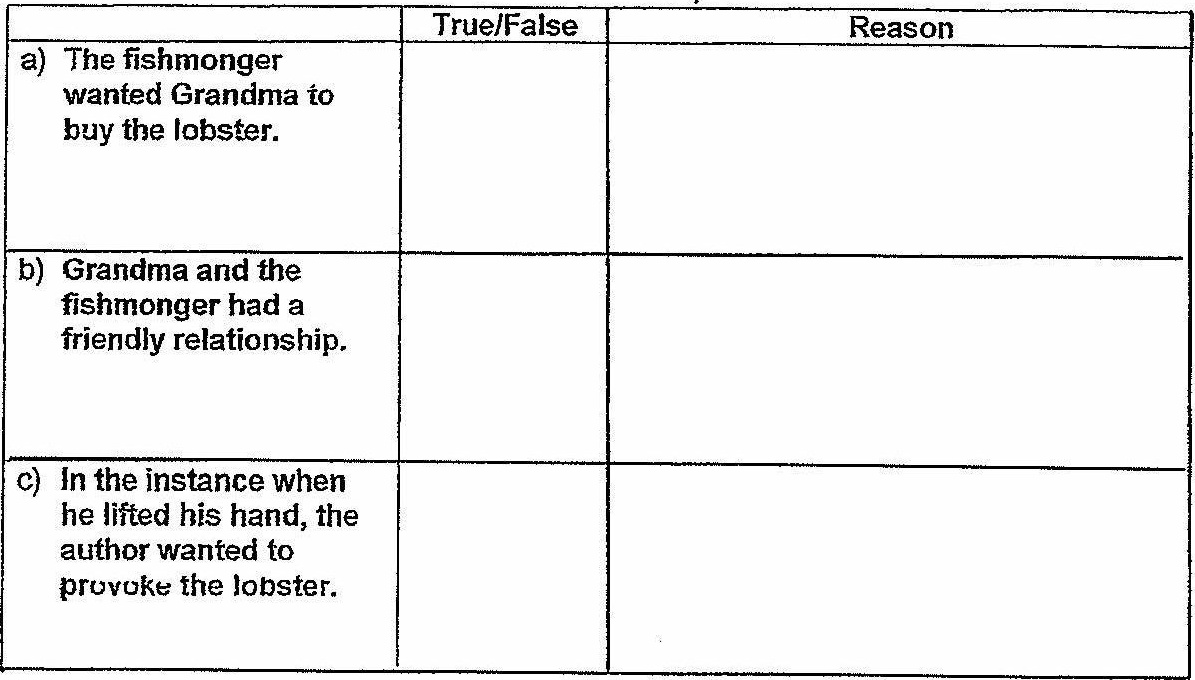 True/False Reason
a) The fishmonger
wanted Grandma to
buy the lobster.
b) Grandma and the
fishmonger had a
friendly relationship.
c) In the instance when
he lifted his hand, the
author wanted to
provoke the lobster.